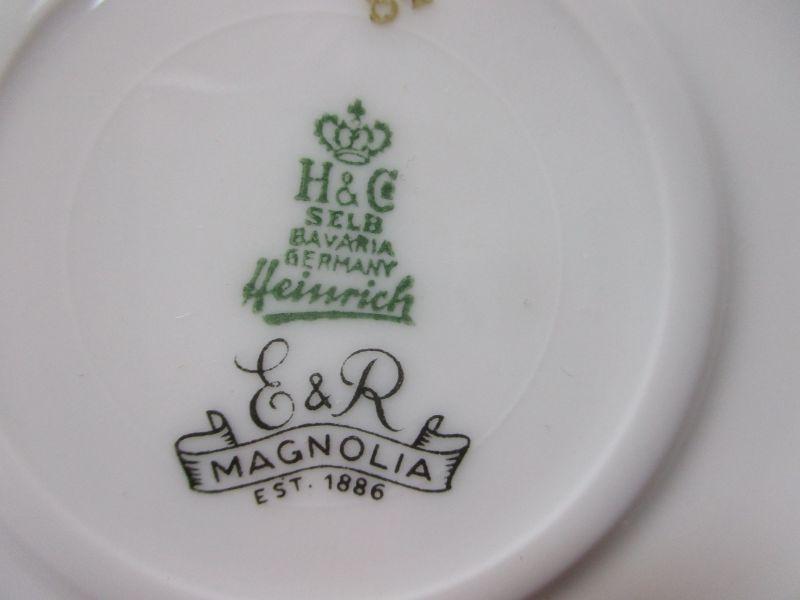 H & Co
SELB
BAVARIA
GERMANY
Heinrich
E & R
MAGNOLIA
EST. 1886